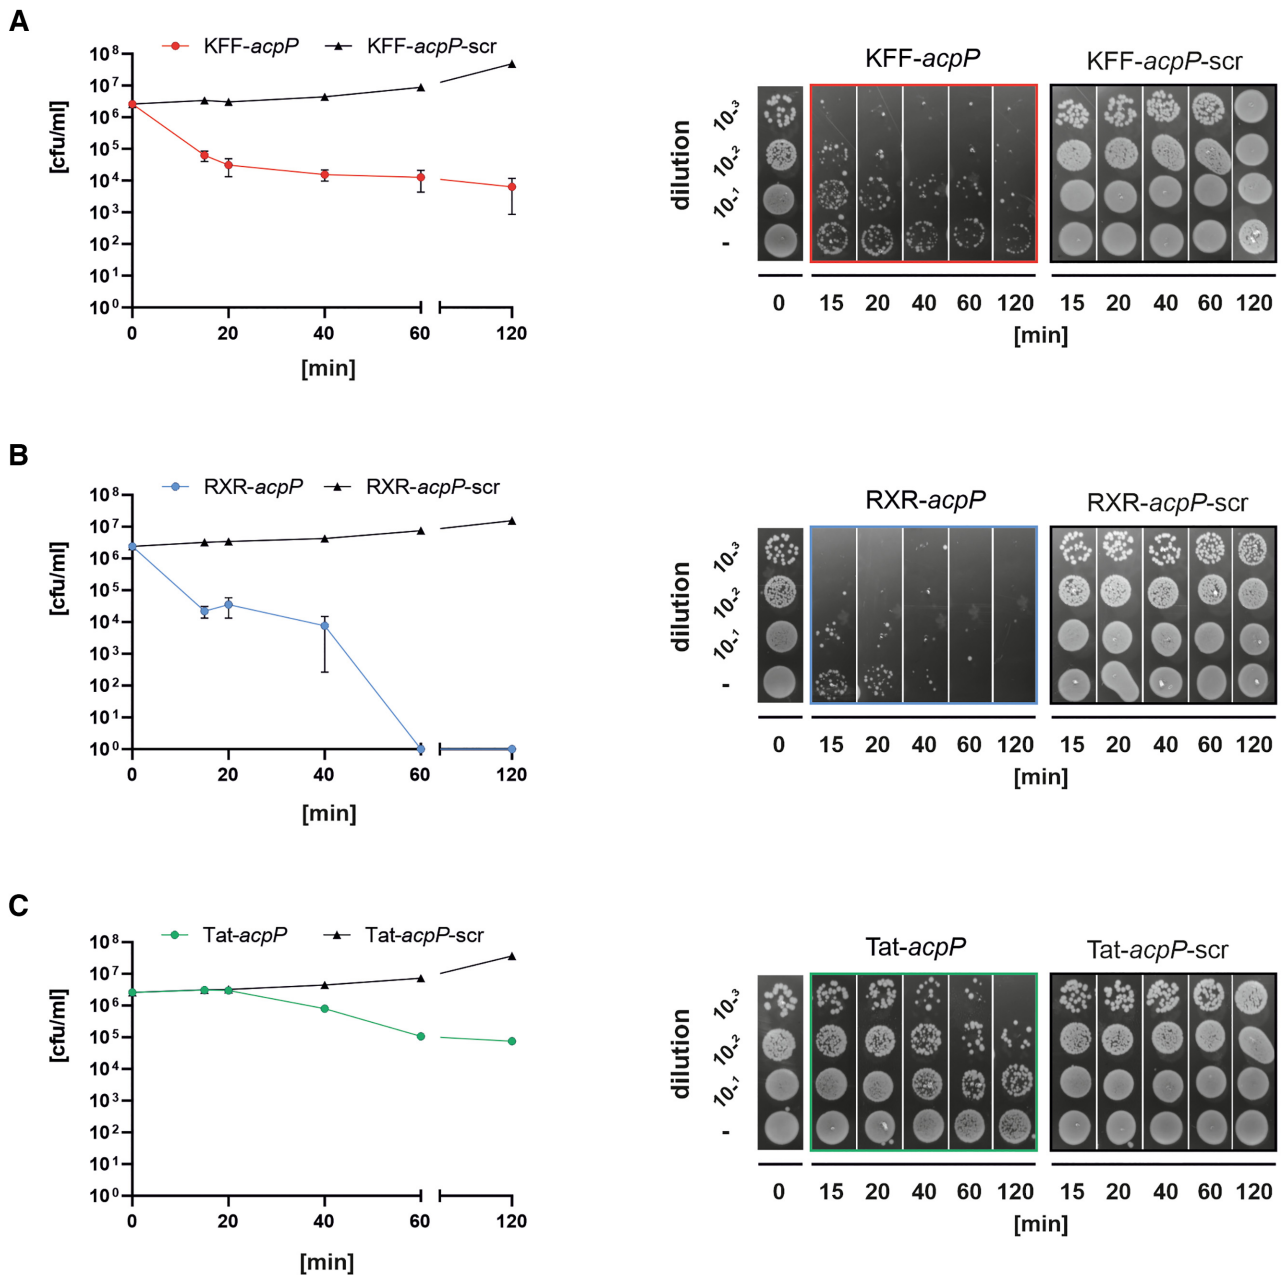 A
KFF-acpP KFF-acpP-scr
[cfu/ml]
10⁸
10⁷
10⁶
10⁵
10⁴
10³
10²
10¹
10⁰
0 20 40 60 120
[min]
KFF-acpP KFF-acpP-scr
dilution
10-3
10-2
10-1
-
0 15 20 40 60 120 15 20 40 60 120
[min]
B
RXR-acpP RXR-acpP-scr
[cfu/ml]
10⁸
10⁷
10⁶
10⁵
10⁴
10³
10²
10¹
10⁰
0 20 40 60 120
[min]
RXR-acpP RXR-acpP-scr
dilution
10-3
10-2
10-1
-
0 15 20 40 60 120 15 20 40 60 120
[min]
C
Tat-acpP Tat-acpP-scr
[cfu/ml]
10⁸
10⁷
10⁶
10⁵
10⁴
10³
10²
10¹
10⁰
0 20 40 60 120
[min]
Tat-acpP Tat-acpP-scr
dilution
10-3
10-2
10-1
-
0 15 20 40 60 120 15 20 40 60 120
[min]